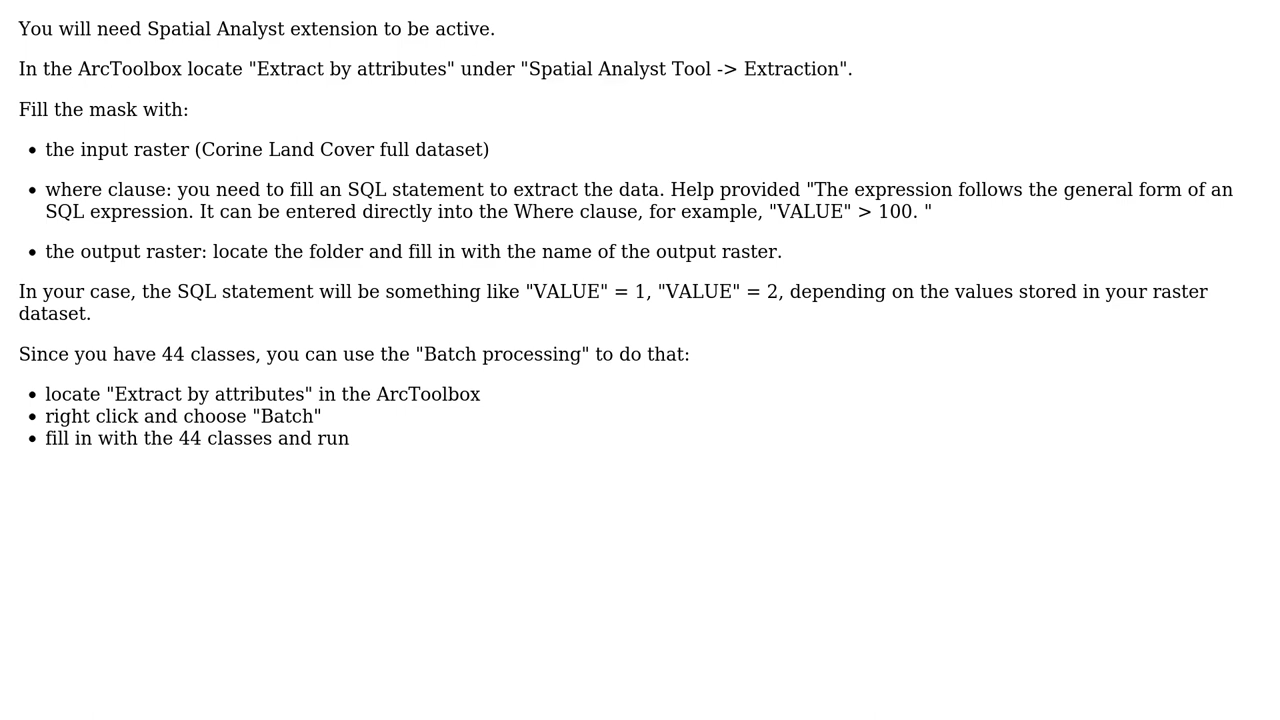 You will need Spatial Analyst extension to be active.
In the ArcToolbox locate "Extract by attributes" under "Spatial Analyst Tool -> Extraction".
Fill the mask with:
• the input raster (Corine Land Cover full dataset)
• where clause: you need to fill an SQL statement to extract the data. Help provided "The expression follows the general form of an
SQL expression. It can be entered directly into the Where clause, for example, "VALUE" > 100. "
• the output raster: locate the folder and fill in with the name of the output raster.
In your case, the SQL statement will be something like "VALUE" = 1, "VALUE" = 2, depending on the values stored in your raster
dataset.
Since you have 44 classes, you can use the "Batch processing" to do that:
• locate "Extract by attributes" in the ArcToolbox
• right click and choose "Batch"
• fill in with the 44 classes and run